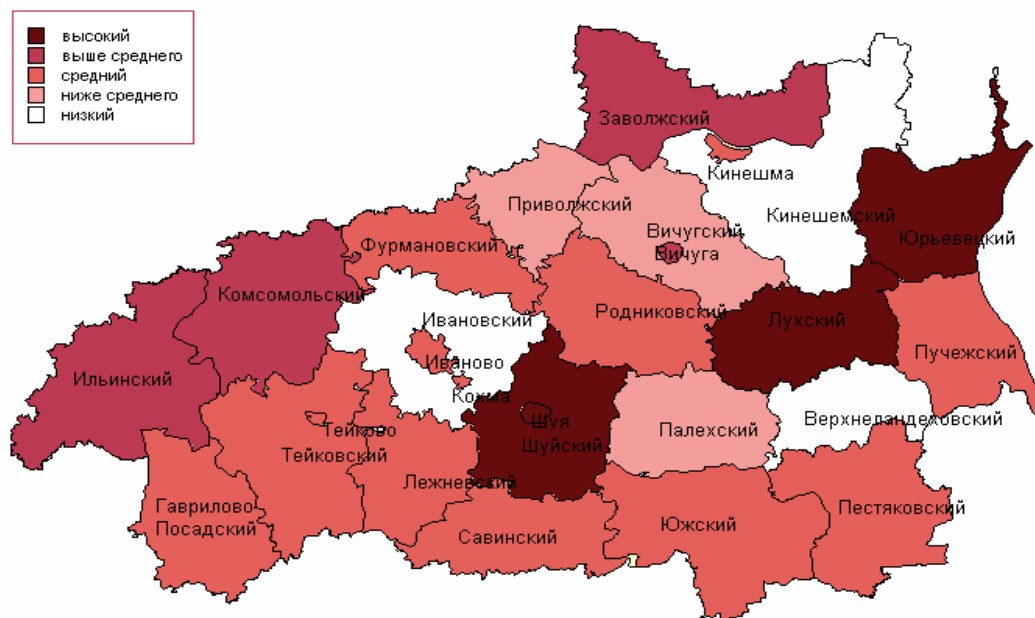 высокий
выше среднего
средний
ниже среднего
низкий
Заволжский
Кинешма
Приволжский
Кинешемский
Вичугский
Вичуга
Юрьевецкий
Фурмановский
Комсомольский
Родниковский
Ивановский
Лухский
Иваново
Пучежский
Ильинский
Кохма
Шуя
Верхнеландеховский
Тейково
Палехский
Шуйский
Тейковский
Лежневский
Гаврилово
Посадский
Пестяковский
Южский
Савинский